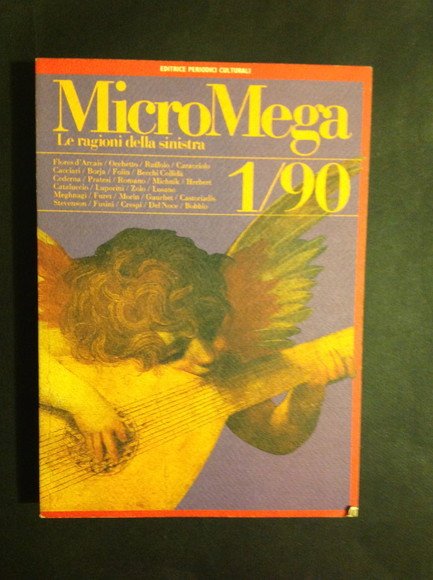 EDITRICE PERIODICI CULTURALI
MicroMega
Le ragioni della sinistra
Flores d'Arcais / Occhetto / Ruffolo / Caracciolo
Cacciari / Borja / Folin / Becchi Collidà
Cederna / Pratesi / Romano / Michnik / Herbert
Cataluccio / Luporini / Zolo / Losano
Meghnagi / Furet / Morin / Gauchet / Castoriadis
Stevenson / Fusini / Crespi / Del Noce / Bobbio
1/90